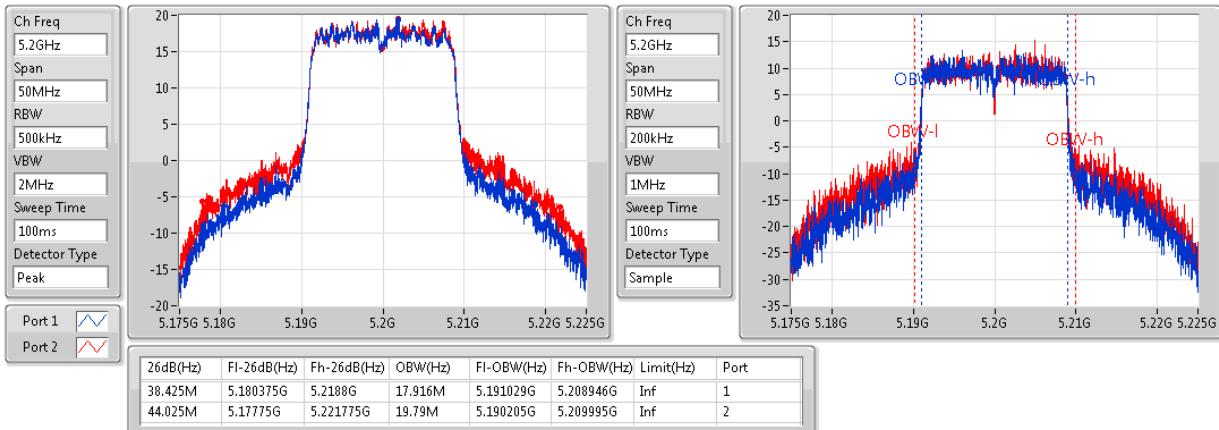 Ch Freq
5.2GHz
Span
50MHz
RBW
500kHz
VBW
2MHz
Sweep Time
100ms
Detector Type
Peak
Port 1
Port 2
20
15
10
5
0
-5
-10
-15
-20
5.175G 5.18G 5.19G 5.2G 5.21G 5.22G 5.225G
Ch Freq
5.2GHz
Span
50MHz
RBW
200kHz
VBW
1MHz
Sweep Time
100ms
Detector Type
Sample
20
15
10
5
0
-5
-10
-15
-20
-25
-30
-35
OBW-l
OBW-h
5.175G 5.18G 5.19G 5.2G 5.21G 5.22G 5.225G
26dB(Hz) Fl-26dB(Hz) Fh-26dB(Hz) OBW(Hz) Fl-OBW(Hz) Fh-OBW(Hz) Limit(Hz) Port
38.425M 5.180375G 5.2188G 17.916M 5.191029G 5.208946G Inf 1
44.025M 5.17775G 5.221775G 19.79M 5.190205G 5.209995G Inf 2